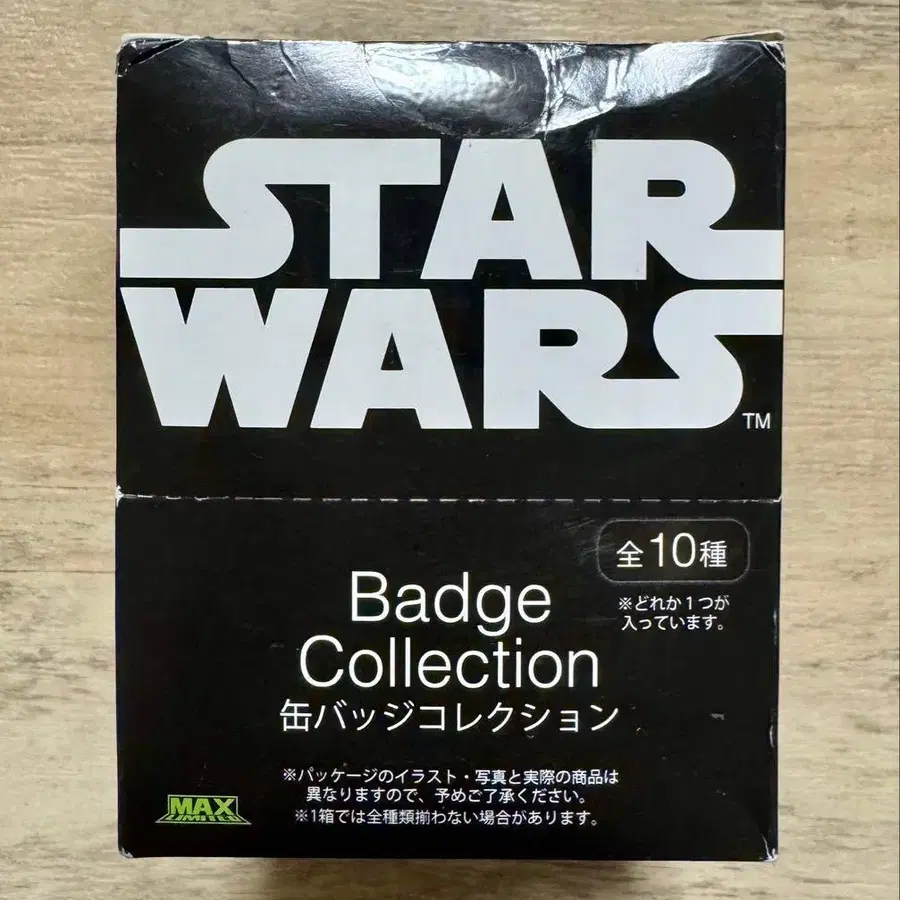 STAR
WARS
TM
全10種
※どれか1つが
入っています。
Badge
Collection
缶バッジコレクション
※パッケージのイラスト・写真と実際の商品は
異なりますので、予めご了承ください。
※1箱では全種類揃わない場合があります。
MAX
LIMITED